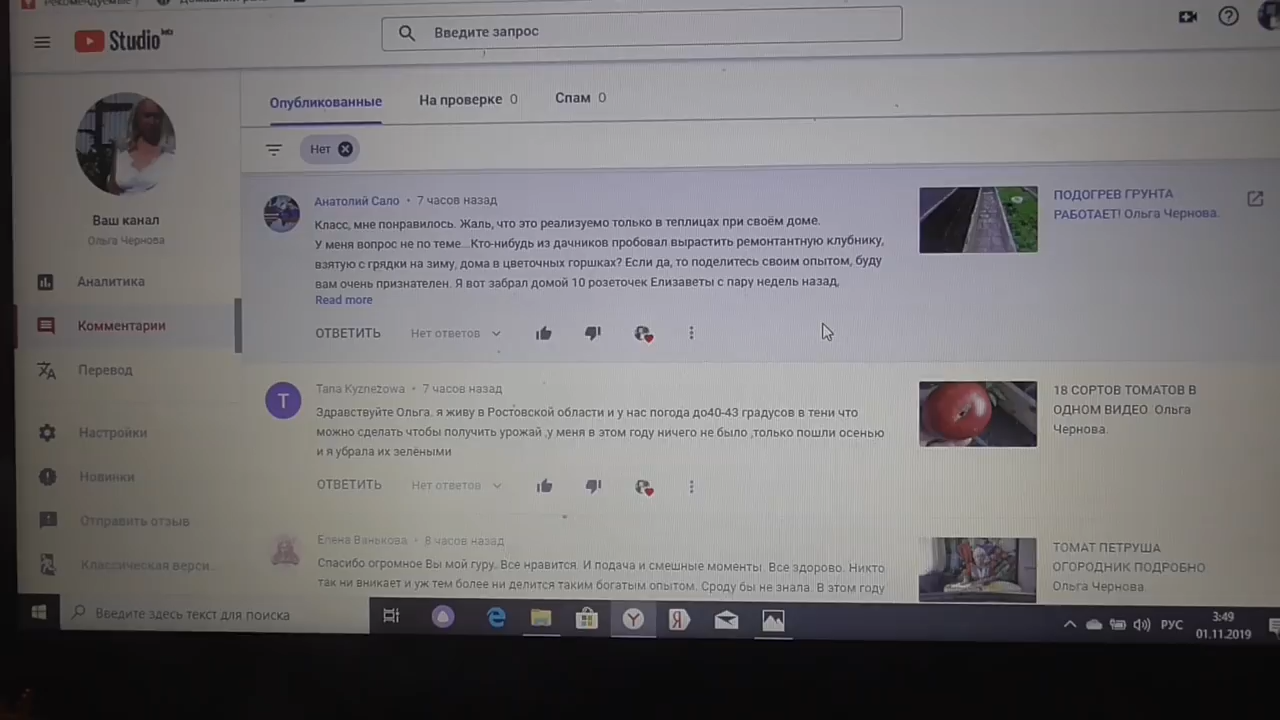 Рекомендуемые
Studio
Введите запрос
Ваш канал
Ольга Чернова
Аналитика
Комментарии
Перевод
Настройки
Новинки
Отправить отзыв
Классическая верси...
Опубликованные
На проверке 0
Спам 0
Нет
Анатолий Сало • 7 часов назад
Класс, мне понравилось. Жаль, что это реализуемо только в теплицах при своём доме.
У меня вопрос не по теме...Кто-нибудь из дачников пробовал вырастить ремонтантную клубнику,
взятую с грядки на зиму, дома в цветочных горшках? Если да, то поделитесь своим опытом, буду
вам очень признателен. Я вот забрал домой 10 розеточек Елизаветы с пару недель назад,
Read more
ОТВЕТИТЬ Нет ответов
ПОДОГРЕВ ГРУНТА
РАБОТАЕТ! Ольга Чернова.
T
Tana Kyznezowa • 7 часов назад
Здравствуйте Ольга. я живу в Ростовской области и у нас погода до40-43 градусов в тени что
можно сделать чтобы получить урожай ,у меня в этом году ничего не было ,только пошли осенью
и я убрала их зелёными
ОТВЕТИТЬ Нет ответов
18 СОРТОВ ТОМАТОВ В
ОДНОМ ВИДЕО. Ольга
Чернова.
Елена Ванькова • 8 часов назад
Спасибо огромное Вы мой гуру. Все нравится. И подача и смешные моменты. Все здорово. Никто
так ни вникает и уж тем более ни делится таким богатым опытом. Сроду бы не знала. В этом году
ТОМАТ ПЕТРУША
ОГОРОДНИК ПОДРОБНО
Ольга Чернова
Введите здесь текст для поиска
РУС
3:49
01.11.2019